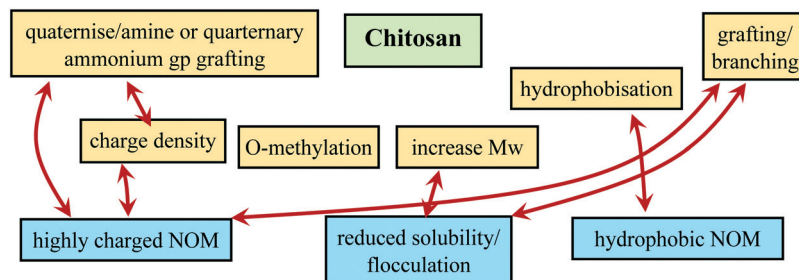 quaternise/amine or quarternary
ammonium gp grafting
Chitosan
grafting/
branching
hydrophobisation
charge density
O-methylation
increase Mw
highly charged NOM
reduced solubility/
flocculation
hydrophobic NOM